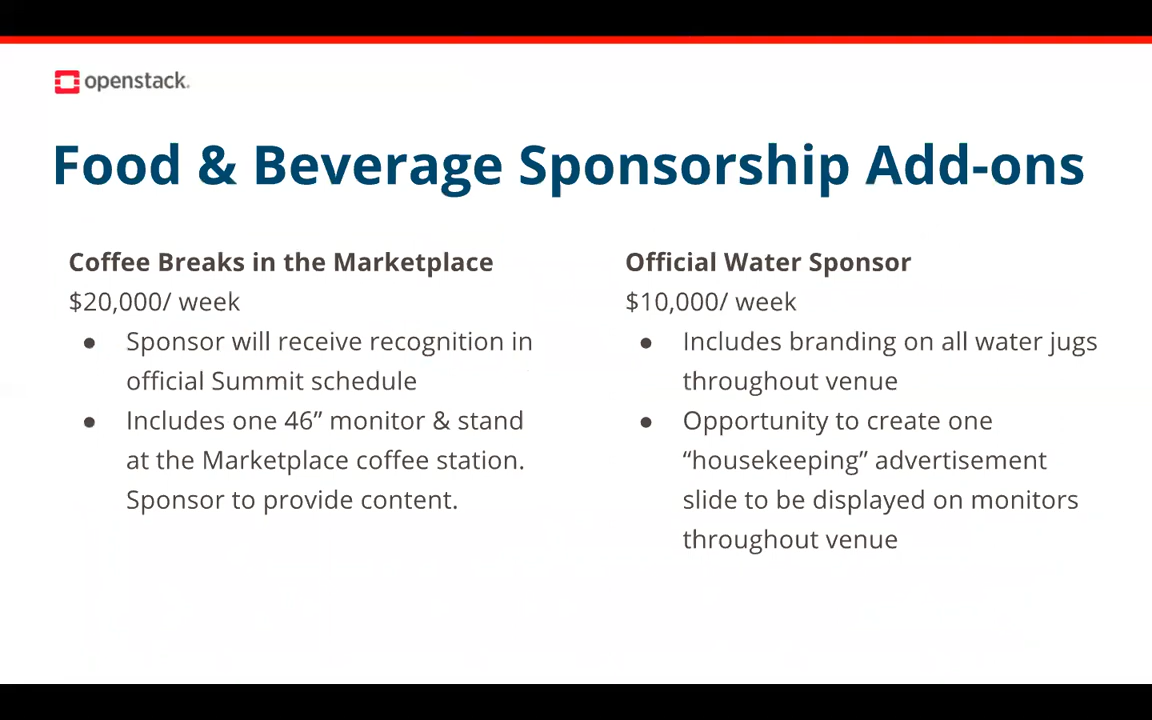 openstack.
Food & Beverage Sponsorship Add-ons
Coffee Breaks in the Marketplace
$20,000/ week
● Sponsor will receive recognition in
official Summit schedule
● Includes one 46” monitor & stand
at the Marketplace coffee station.
Sponsor to provide content.
Official Water Sponsor
$10,000/ week
● Includes branding on all water jugs
throughout venue
● Opportunity to create one
“housekeeping” advertisement
slide to be displayed on monitors
throughout venue